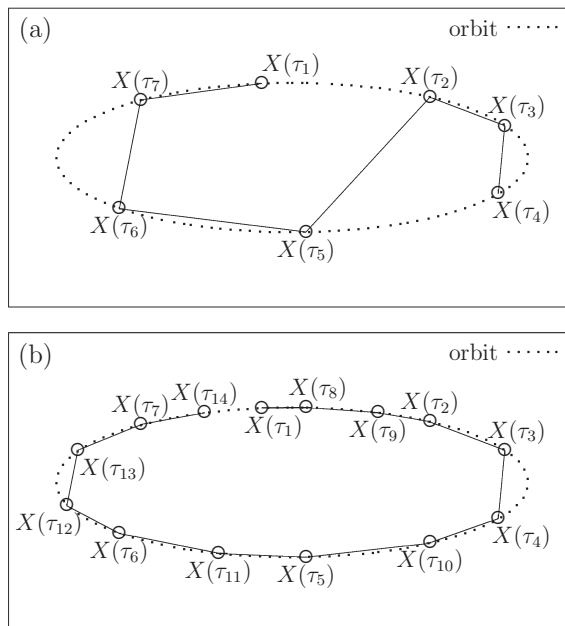 (a)
orbit
X(τ₁)
X(τ₇)
X(τ₂)
X(τ₃)
X(τ₄)
X(τ₆)
X(τ₅)
(b)
orbit
X(τ₈)
X(τ₁₄)
X(τ₇)
X(τ₂)
X(τ₁)
X(τ₉)
X(τ₃)
X(τ₁₃)
X(τ₁₂)
X(τ₄)
X(τ₆)
X(τ₁₁)
X(τ₅)
X(τ₁₀)